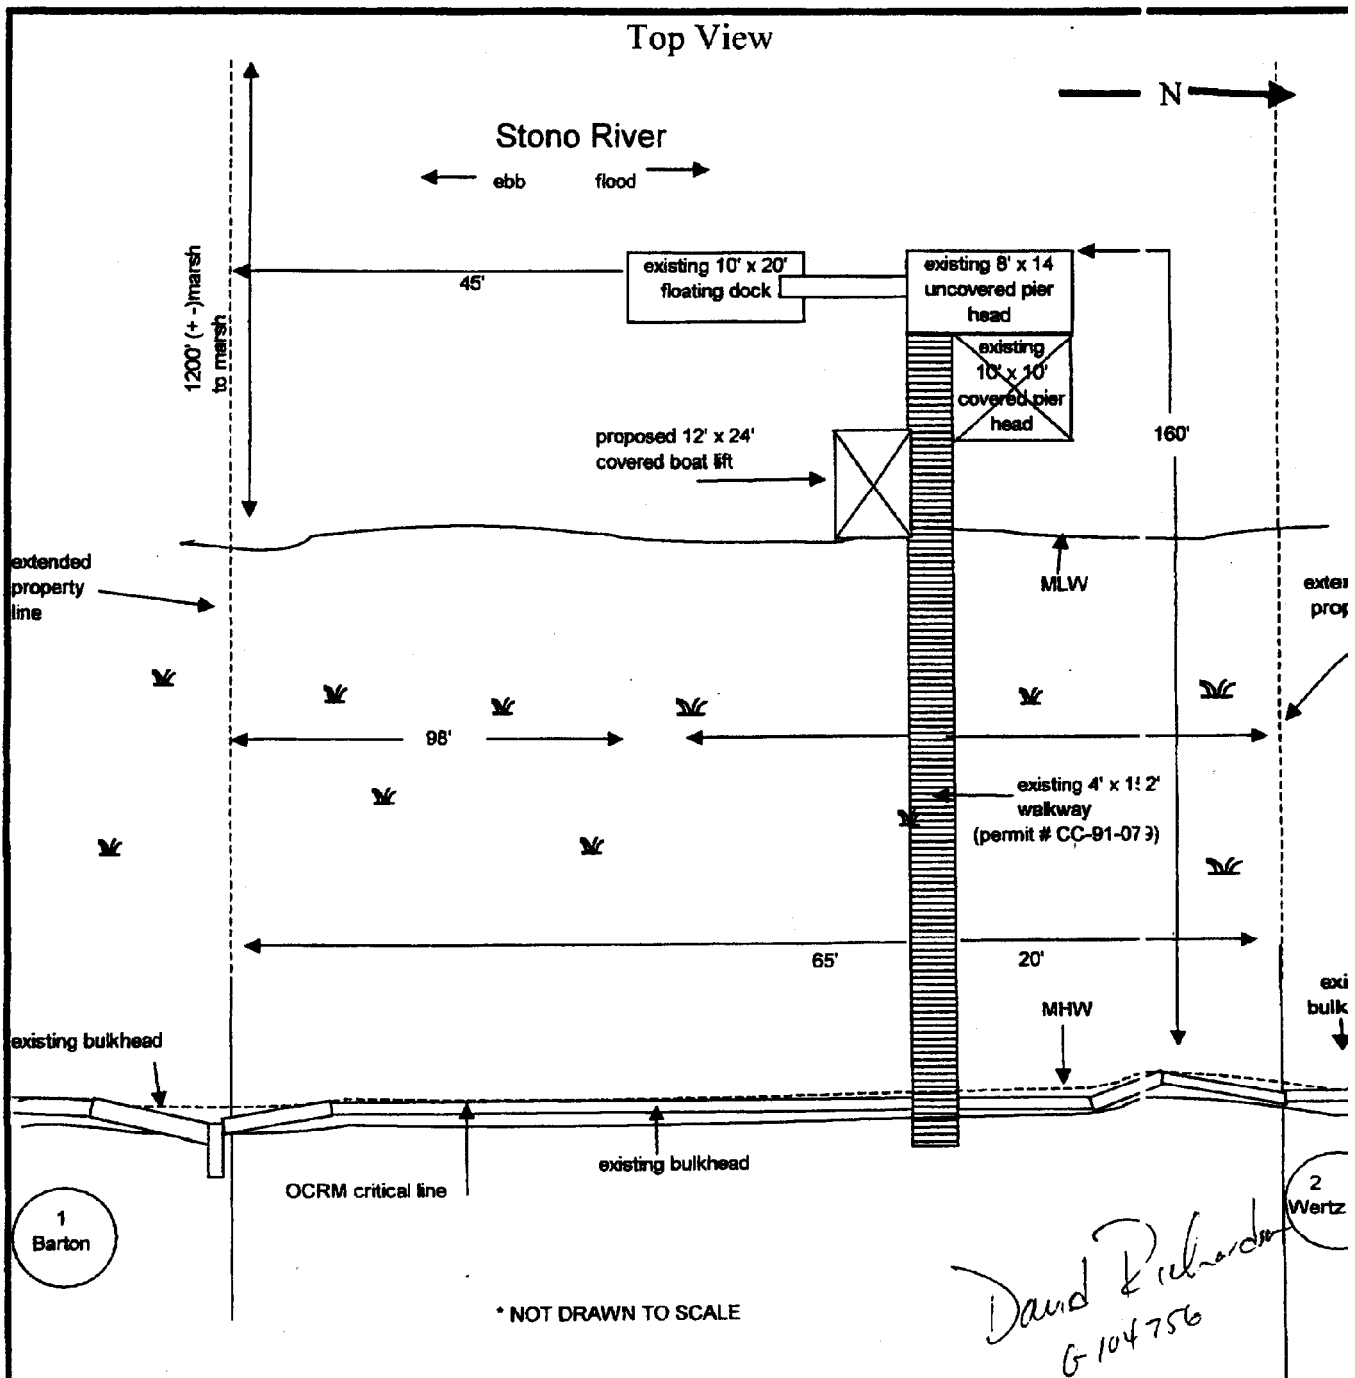 Top View
N
Stono River
ebb flood
1200' (+ -)marsh
to marsh
45'
existing 10' x 20'
floating dock
existing 8' x 14
uncovered pier
head
existing
10' x 10'
covered pier
head
160'
proposed 12' x 24'
covered boat lift
extended
property
line
MLW
98'
existing 4' x
walkway
(permit # CC-91-079)
65'
20'
MHW
existing bulkhead
existing bulkhead
OCRM critical line
1
Barton
2
Wertz
David Richardson
G 104756
* NOT DRAWN TO SCALE